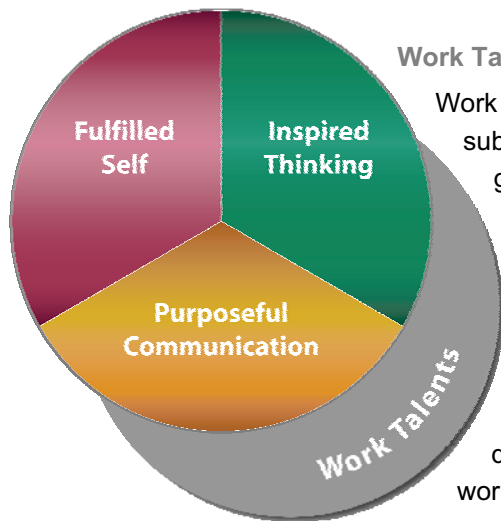 Work Ta
Work
sub
g
Fulfilled
Self
Inspired
Thinking
Purposeful
Communication
Work Talents
wor